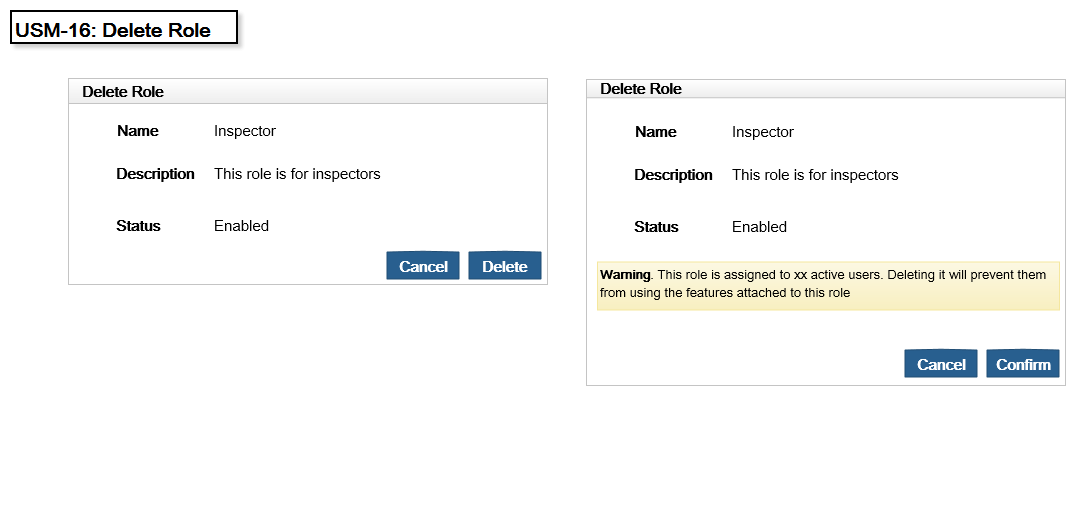 USM-16: Delete Role
Delete Role
Name Inspector
Description This role is for inspectors
Status Enabled
Cancel Delete
Delete Role
Name Inspector
Description This role is for inspectors
Status Enabled
Warning. This role is assigned to xx active users. Deleting it will prevent them
from using the features attached to this role
Cancel Confirm